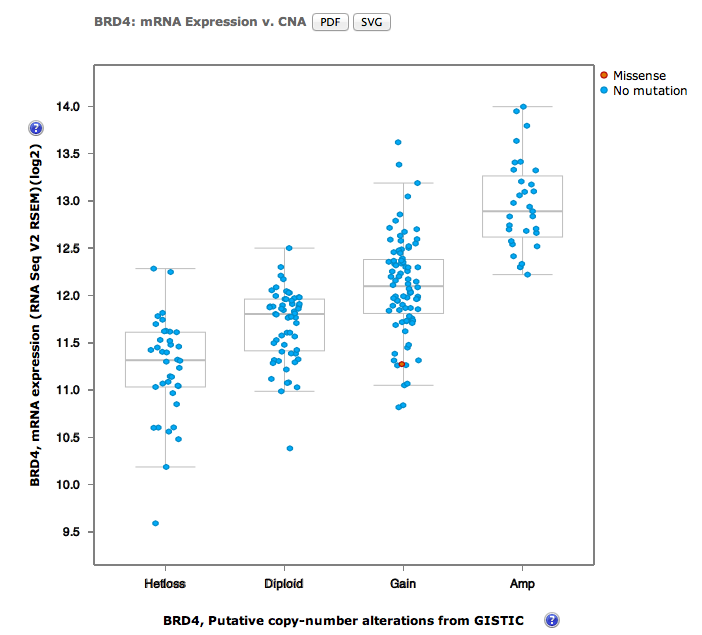 BRD4: mRNA Expression v. CNA PDF SVG
Missense
No mutation
?
BRD4, mRNA expression (RNA Seq V2 RSEM)(log2)
14.0
13.5
13.0
12.5
12.0
11.5
11.0
10.5
10.0
9.5
Hetloss Diploid Gain Amp
BRD4, Putative copy-number alterations from GISTIC ?